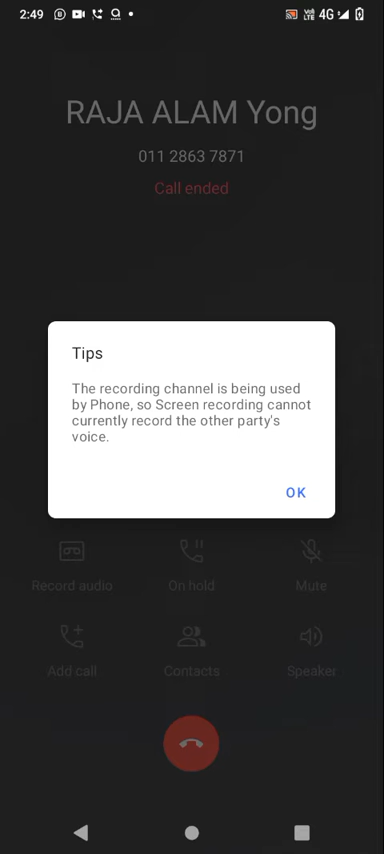 2:49 4G
RAJA ALAM Yong
011 2863 7871
Call ended
Tips
The recording channel is being used
by Phone, so Screen recording cannot
currently record the other party's
voice.
OK
Record audio On hold Mute
Add call Contacts Speaker